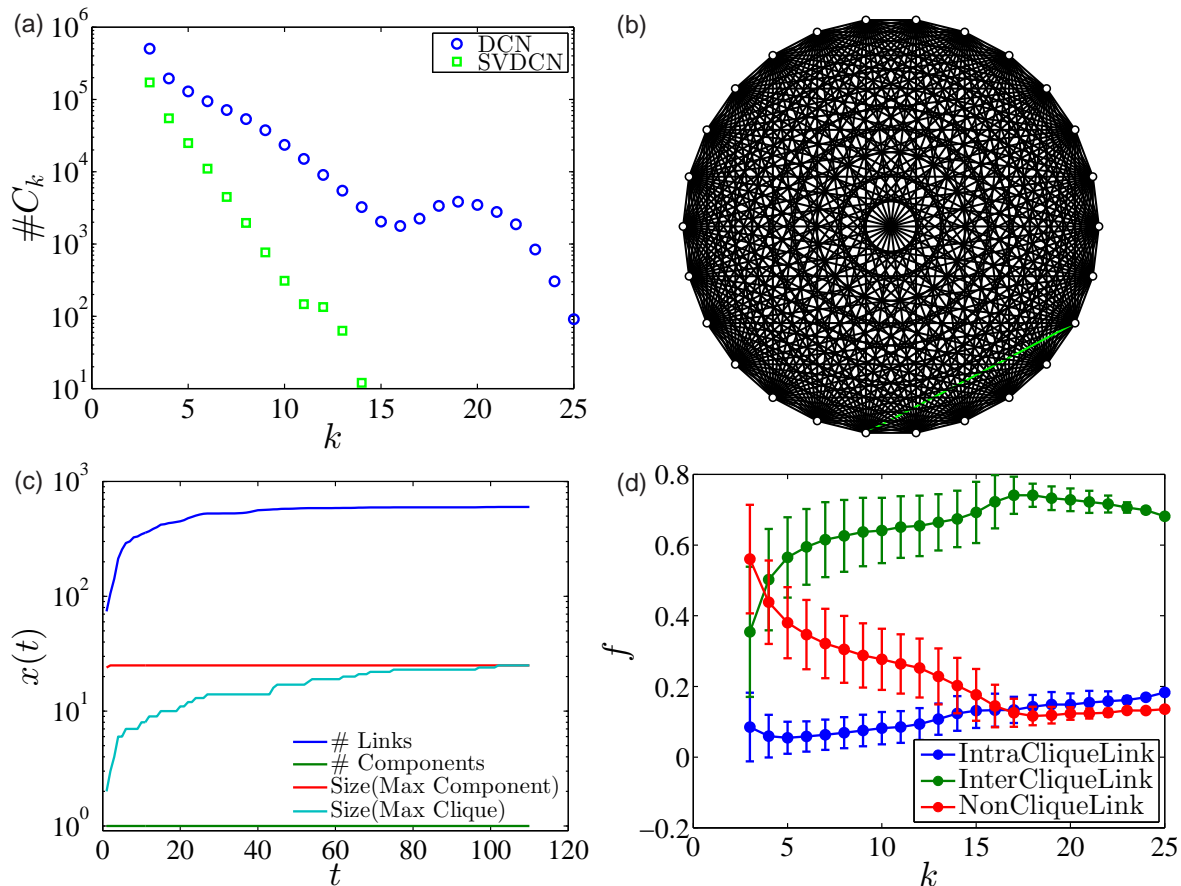 (a)
10^6
10^5
10^4
10^3
10^2
10^1
#C_k
DCN
SVDCN
0
5
10
15
20
25
k
(b)
(c)
10^3
10^2
10^1
10^0
x(t)
# Links
# Components
Size(Max Component)
Size(Max Clique)
0
20
40
60
80
100
120
t
(d)
0.8
0.6
0.4
0.2
0
−0.2
f
IntraCliqueLink
InterCliqueLink
NonCliqueLink
0
5
10
15
20
25
k